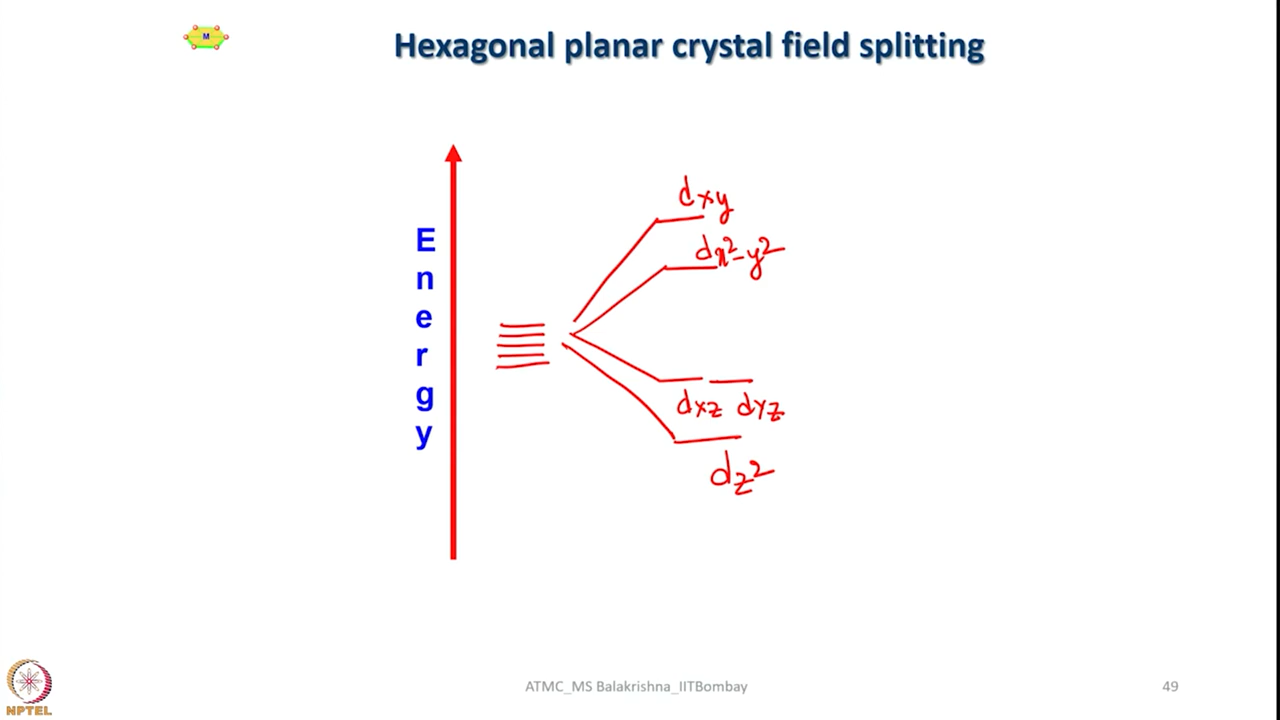 M
Hexagonal planar crystal field splitting
Energy
dxy
dx²-y²
dxz dyz
dz²
NPTEL
ATMC_MS Balakrishna_IITBombay
49